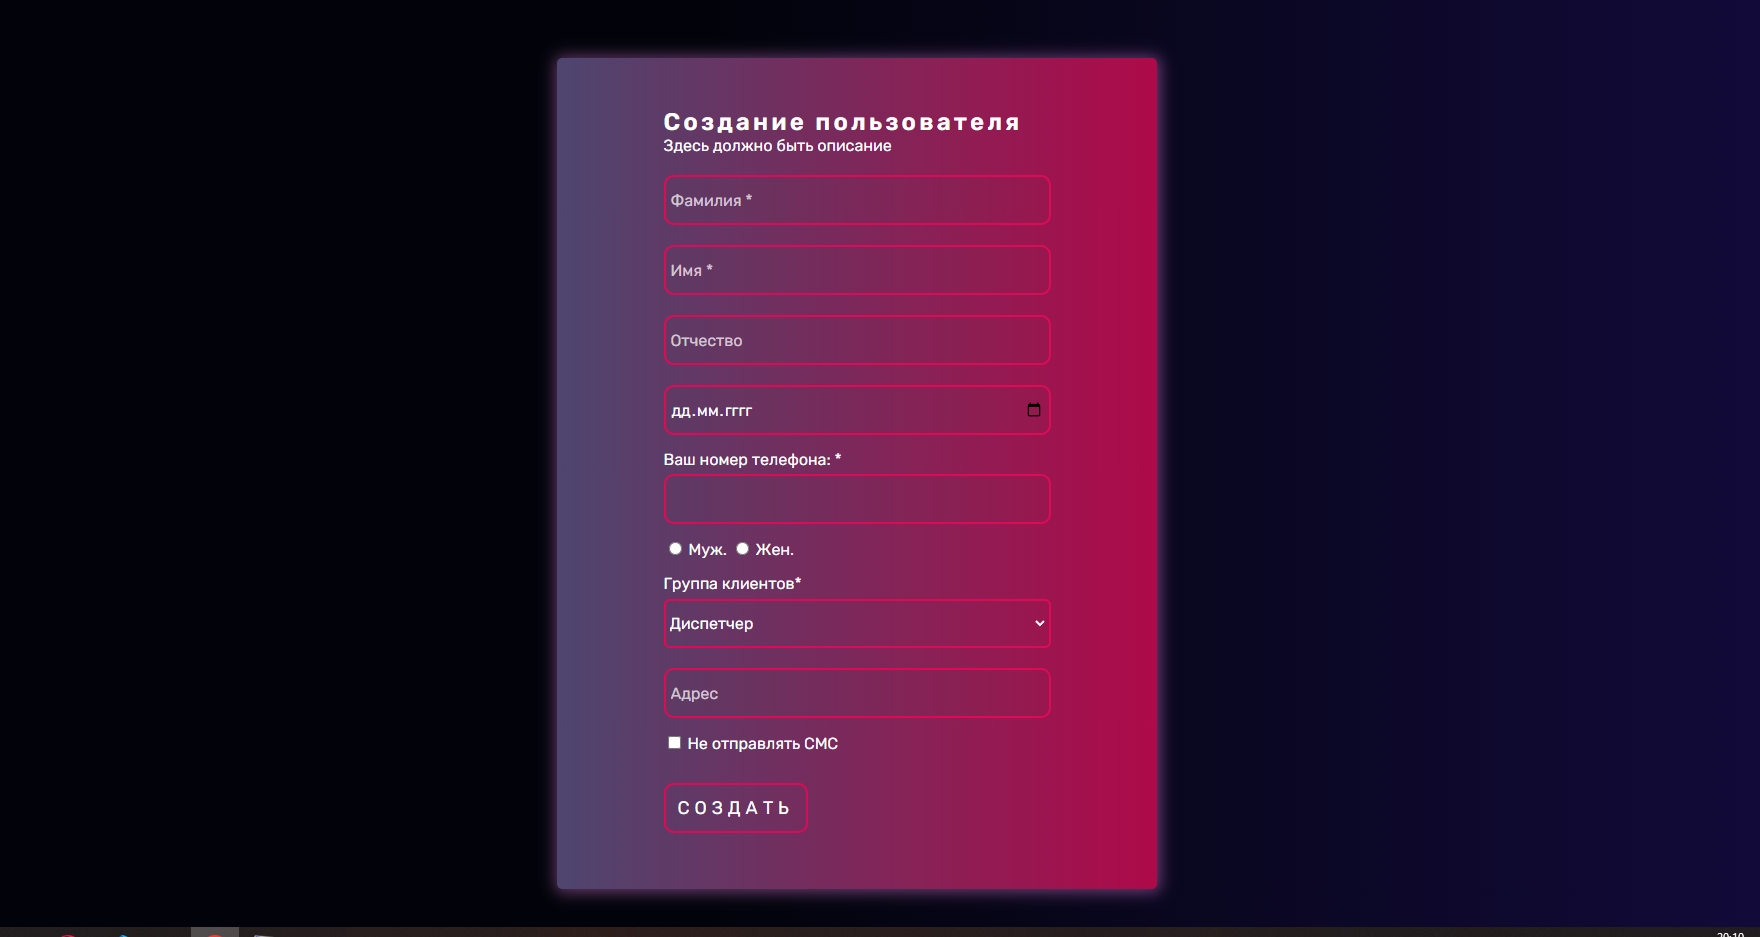 Создание пользователя
Здесь должно быть описание
Фамилия *
Имя *
Отчество
дд.мм.гггг
Ваш номер телефона: *
Муж. Жен.
Группа клиентов*
Диспетчер
Адрес
Не отправлять СМС
СОЗДАТЬ